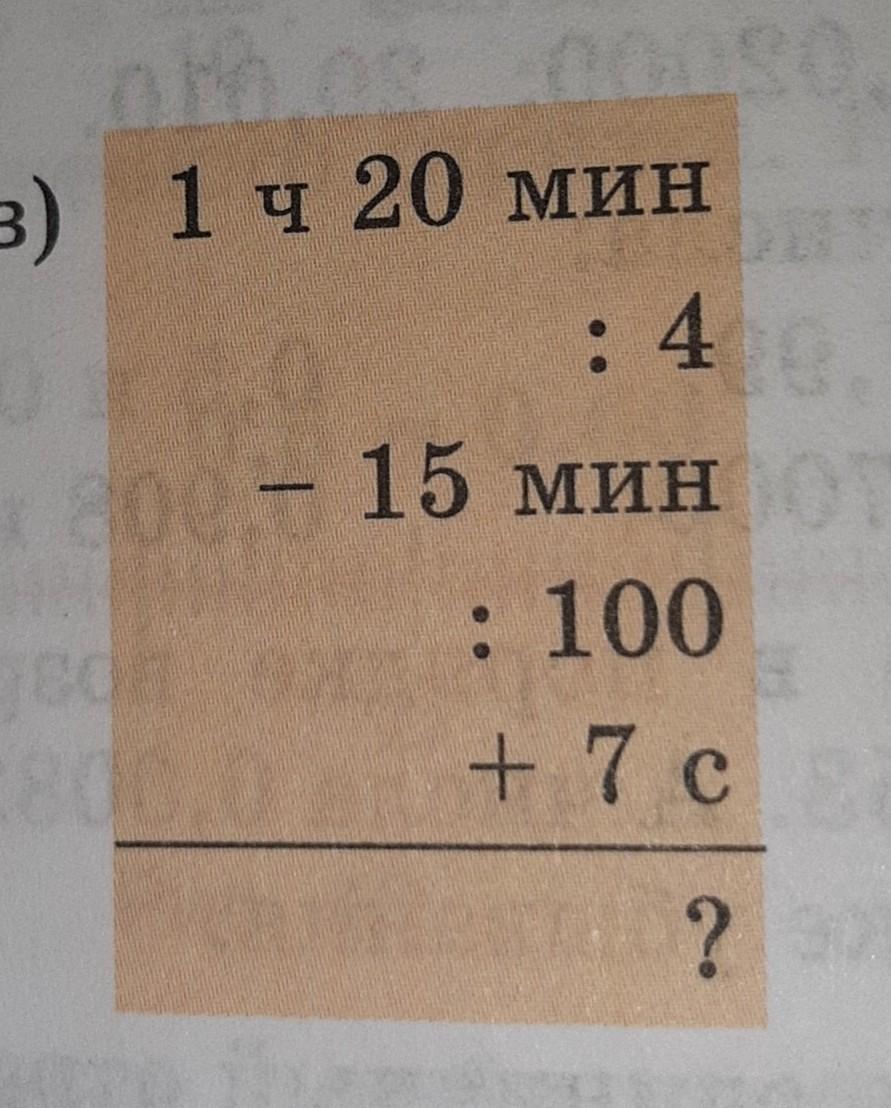 в) 1 ч 20 мин
: 4
− 15 мин
: 100
+ 7 с
?